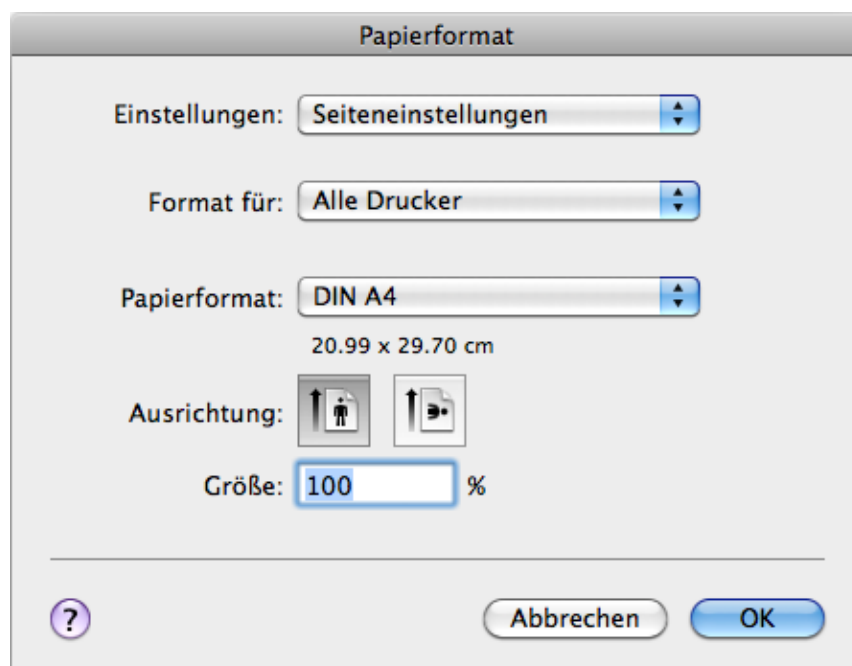 Papierformat
Einstellungen: Seiteneinstellungen
Format für: Alle Drucker
Papierformat: DIN A4
20.99 x 29.70 cm
Ausrichtung:
Größe: 100 %
? Abbrechen OK